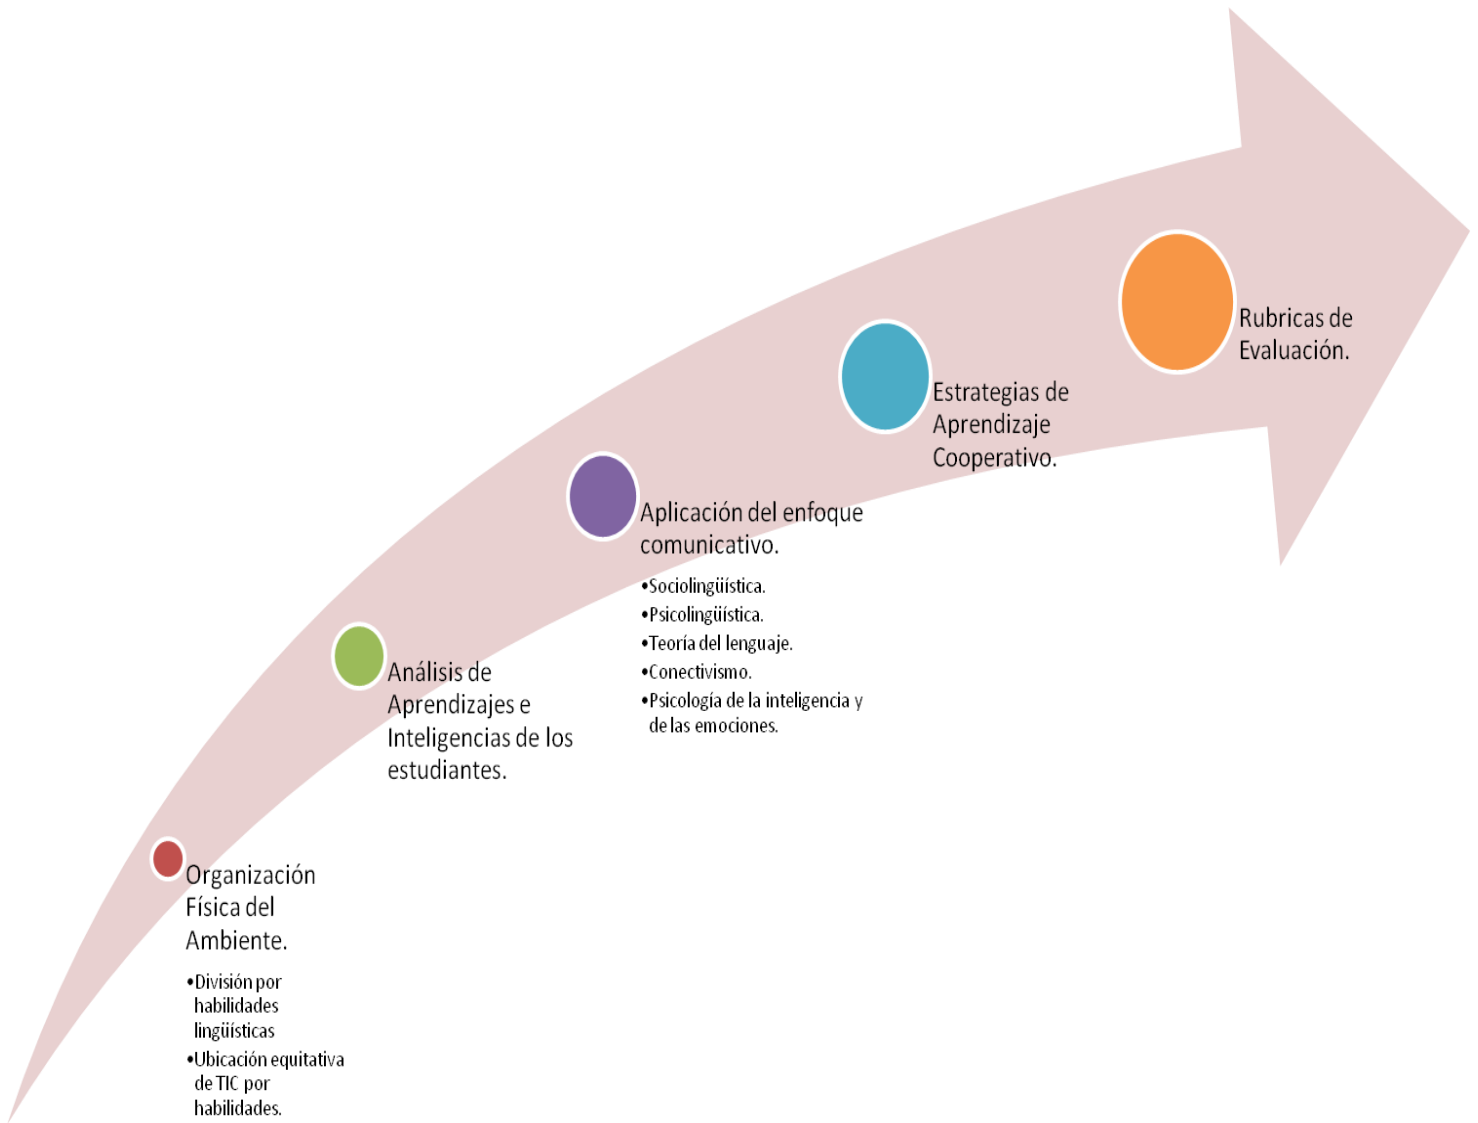 Organización
Física del
Ambiente.
•División por
habilidades
lingüísticas
•Ubicación equitativa
de TIC por
habilidades.
Análisis de
Aprendizajes e
Inteligencias de los
estudiantes.
Aplicación del enfoque
comunicativo.
•Sociolingüística.
•Psicolingüística.
•Teoría del lenguaje.
•Conectivismo.
•Psicología de la inteligencia y
de las emociones.
Estrategias de
Aprendizaje
Cooperativo.
Rubricas de
Evaluación.